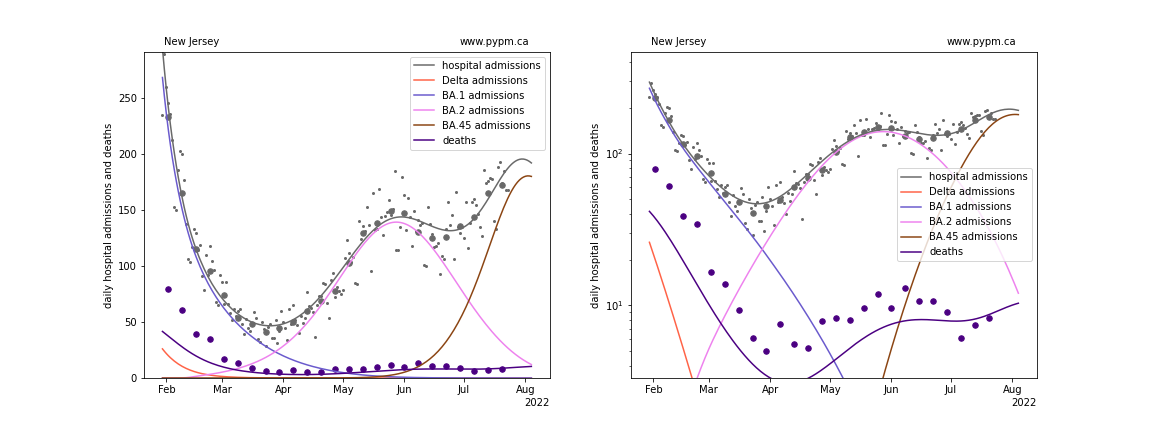 New Jersey
www.pypm.ca
daily hospital admissions and deaths
250
200
150
100
50
0
hospital admissions
Delta admissions
BA.1 admissions
BA.2 admissions
BA.45 admissions
deaths
Feb
Mar
Apr
May
Jun
Jul
Aug
2022
New Jersey
www.pypm.ca
daily hospital admissions and deaths
10²
10¹
hospital admissions
Delta admissions
BA.1 admissions
BA.2 admissions
BA.45 admissions
deaths
Feb
Mar
Apr
May
Jun
Jul
Aug
2022